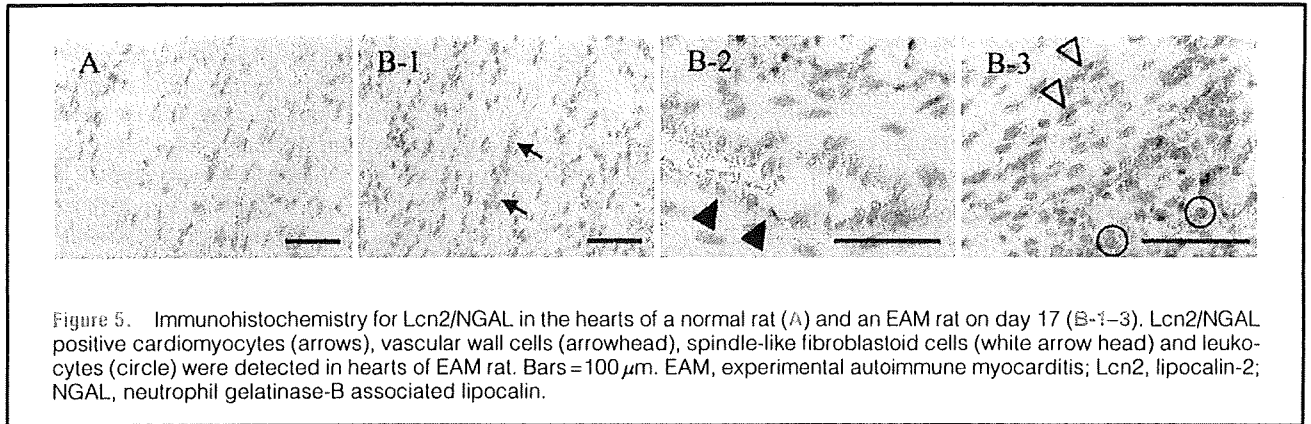 A B-1 B-2 B-3
Figure 5. Immunohistochemistry for Lcn2/NGAL in the hearts of a normal rat (A) and an EAM rat on day 17 (B-1–3). Lcn2/NGAL
positive cardiomyocytes (arrows), vascular wall cells (arrowhead), spindle-like fibroblastoid cells (white arrow head) and leuko-
cytes (circle) were detected in hearts of EAM rat. Bars=100 μm. EAM, experimental autoimmune myocarditis; Lcn2, lipocalin-2;
NGAL, neutrophil gelatinase-B associated lipocalin.